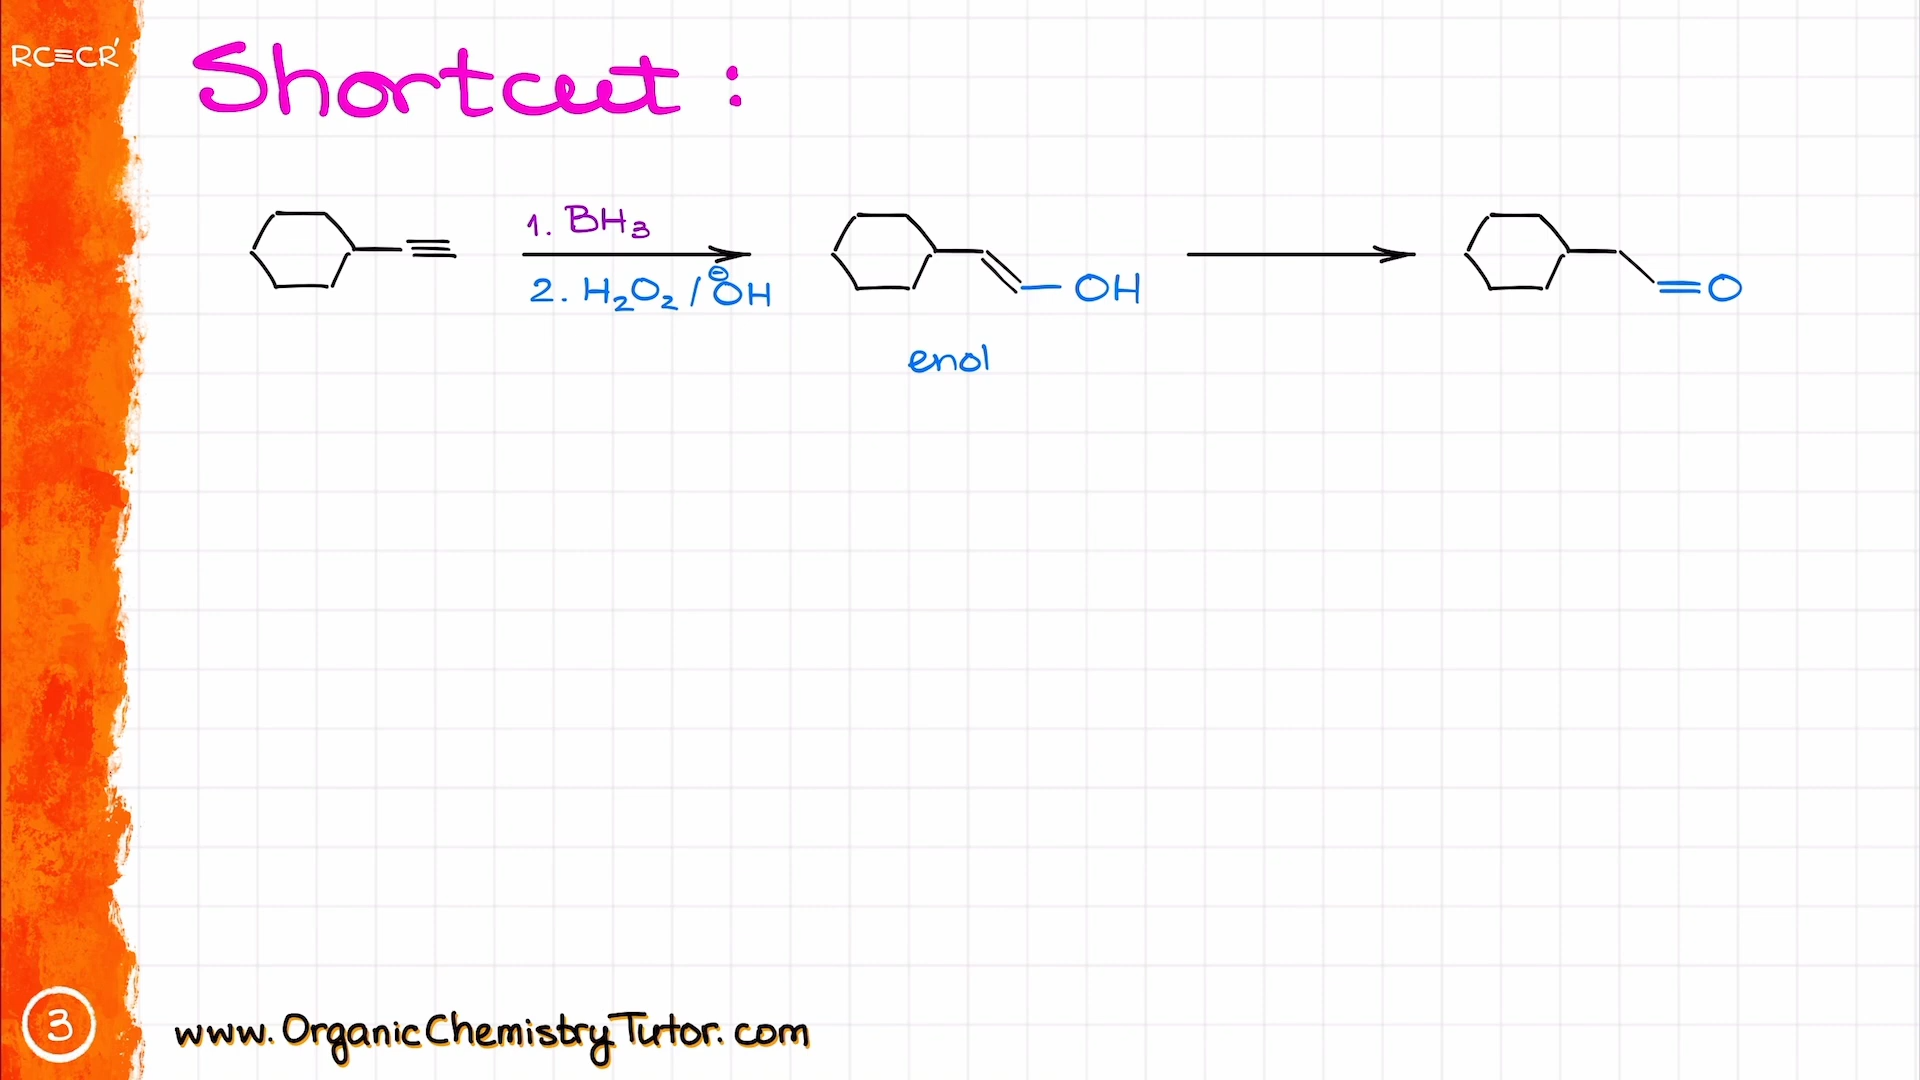 RC≡CR'
Shortcut:
1. BH₃
2. H₂O₂ / ⊖OH
OH
O
enol
3
www.OrganicChemistryTutor.com